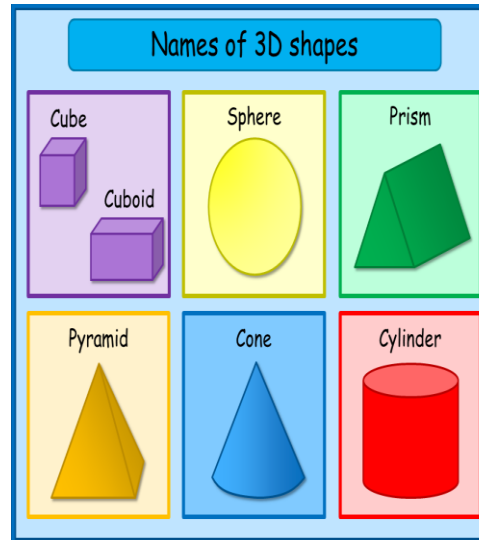 Names of 3D shapes
Cube
Cuboid
Sphere
Prism
Pyramid
Cone
Cylinder